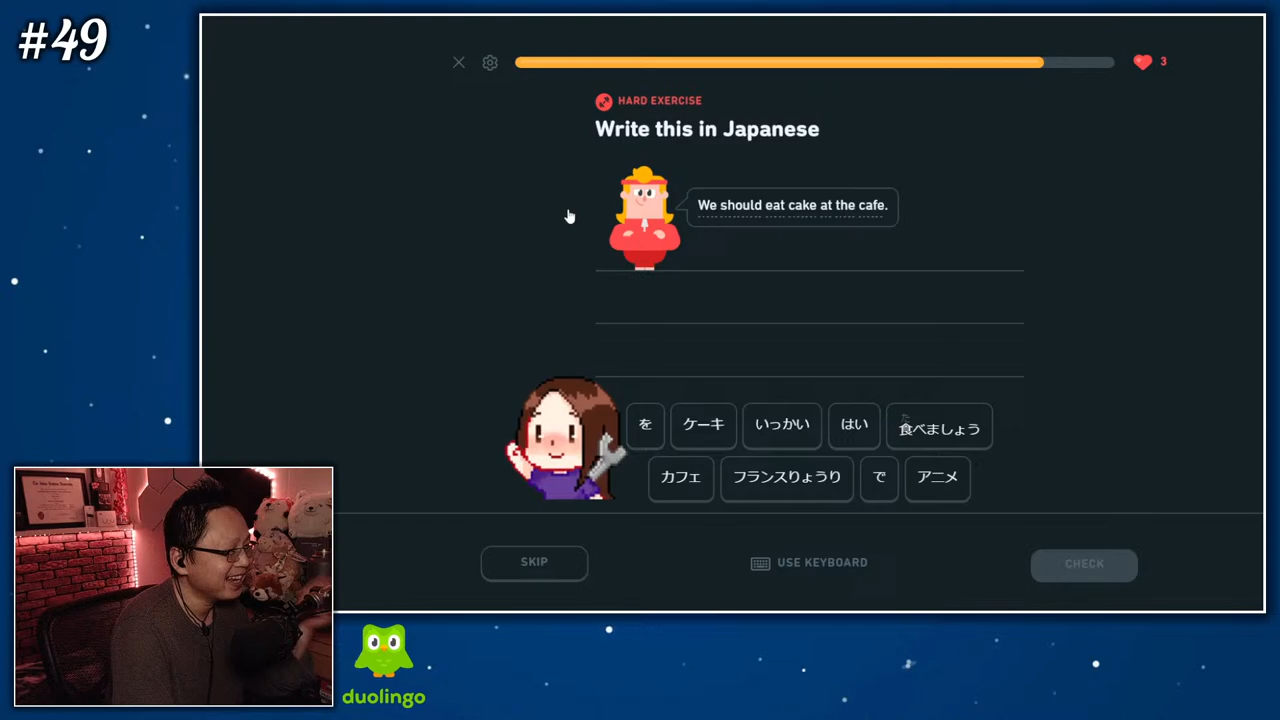 #49
3
HARD EXERCISE
Write this in Japanese
We should eat cake at the cafe.
を ケーキ いっかい はい 食べましょう
た
カフェ フランスりょうり で アニメ
SKIP
USE KEYBOARD
CHECK
duolingo